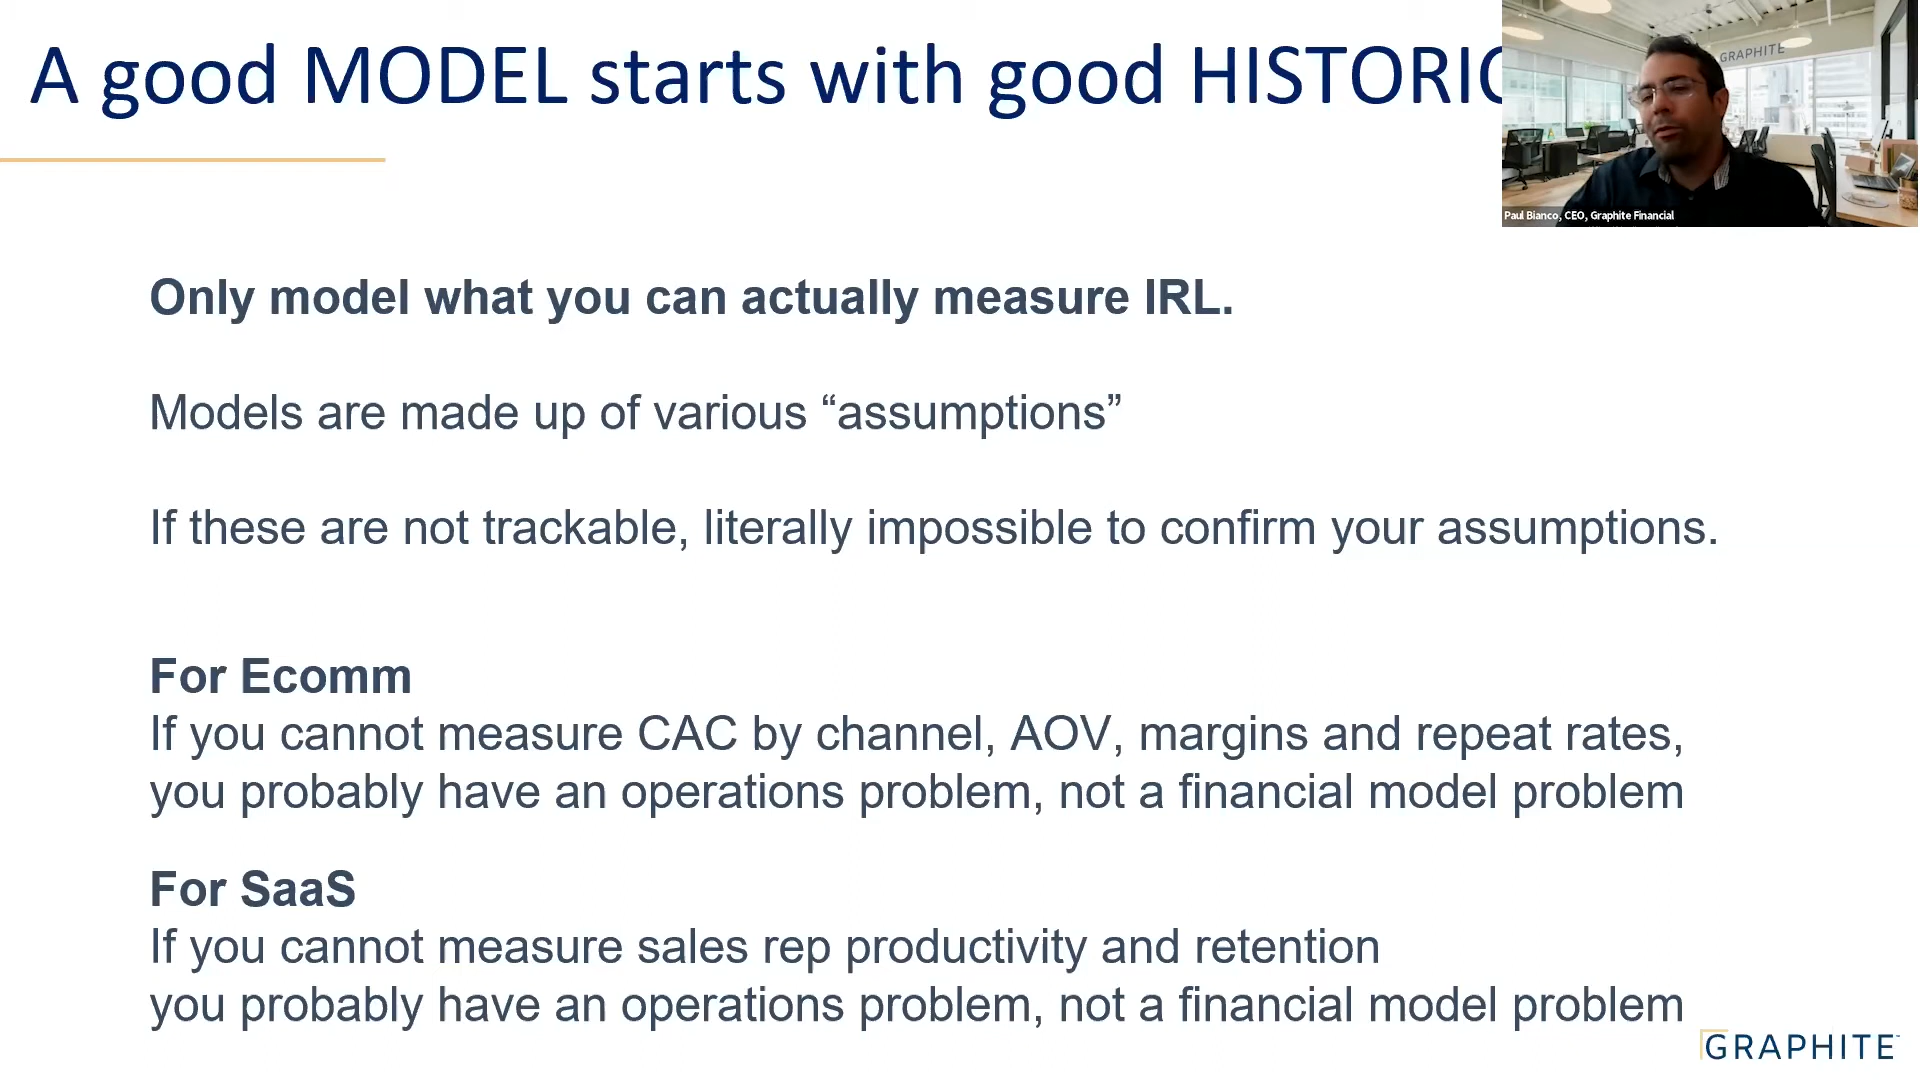 A good MODEL starts with good HISTORIC
GRAPHITE
Paul Bianco, CEO, Graphite Financial
Only model what you can actually measure IRL.
Models are made up of various “assumptions”
If these are not trackable, literally impossible to confirm your assumptions.
For Ecomm
If you cannot measure CAC by channel, AOV, margins and repeat rates,
you probably have an operations problem, not a financial model problem
For SaaS
If you cannot measure sales rep productivity and retention
you probably have an operations problem, not a financial model problem
GRAPHITE